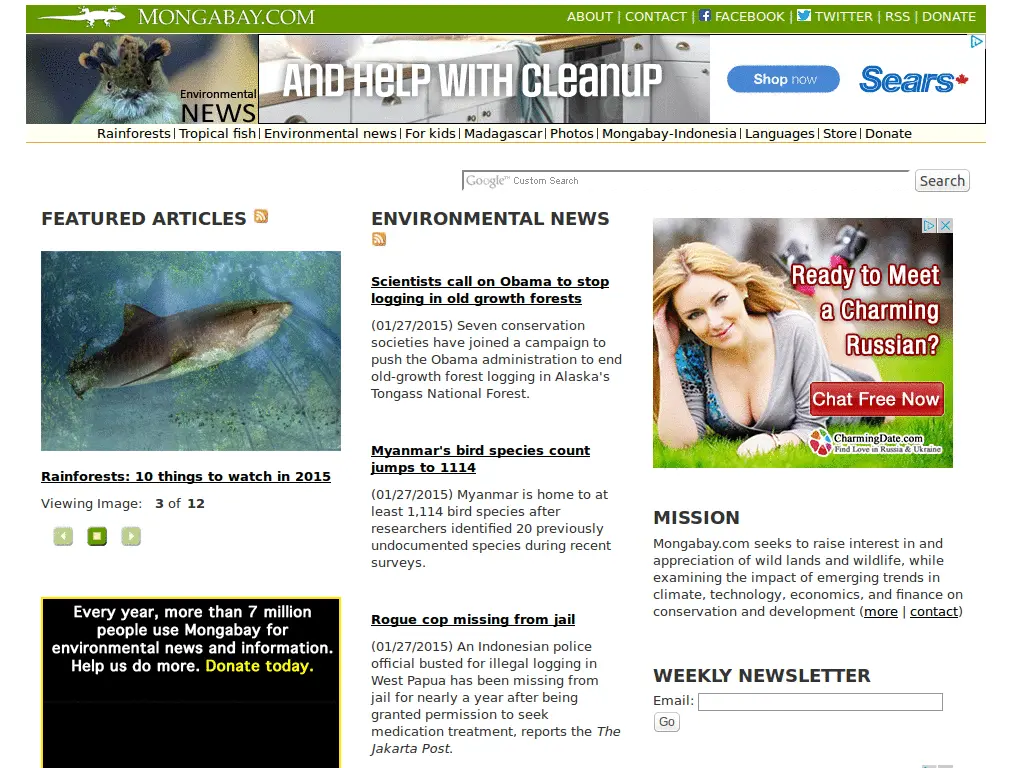 MONGABAY.COM
ABOUT | CONTACT | FACEBOOK | TWITTER | RSS | DONATE
Environmental
NEWS
AND HELP WITH CLEANUP
Shop now
Sears
Rainforests| Tropical fish| Environmental news| For kids| Madagascar| Photos| Mongabay-Indonesia| Languages| Store| Donate
Google™ Custom Search
Search
FEATURED ARTICLES
Rainforests: 10 things to watch in 2015
Viewing Image: 3 of 12
Every year, more than 7 million
people use Mongabay for
environmental news and information.
Help us do more. Donate today.
ENVIRONMENTAL NEWS
Scientists call on Obama to stop
logging in old growth forests
(01/27/2015) Seven conservation
societies have joined a campaign to
push the Obama administration to end
old-growth forest logging in Alaska's
Tongass National Forest.
Myanmar's bird species count
jumps to 1114
(01/27/2015) Myanmar is home to at
least 1,114 bird species after
researchers identified 20 previously
undocumented species during recent
surveys.
Rogue cop missing from jail
(01/27/2015) An Indonesian police
official busted for illegal logging in
West Papua has been missing from
jail for nearly a year after being
granted permission to seek
medication treatment, reports the The
Jakarta Post.
Ready to Meet
a Charming
Russian?
Chat Free Now
CharmingDate.com
Find Love in Russia & Ukraine
MISSION
Mongabay.com seeks to raise interest in and
appreciation of wild lands and wildlife, while
examining the impact of emerging trends in
climate, technology, economics, and finance on
conservation and development (more | contact)
WEEKLY NEWSLETTER
Email:
Go